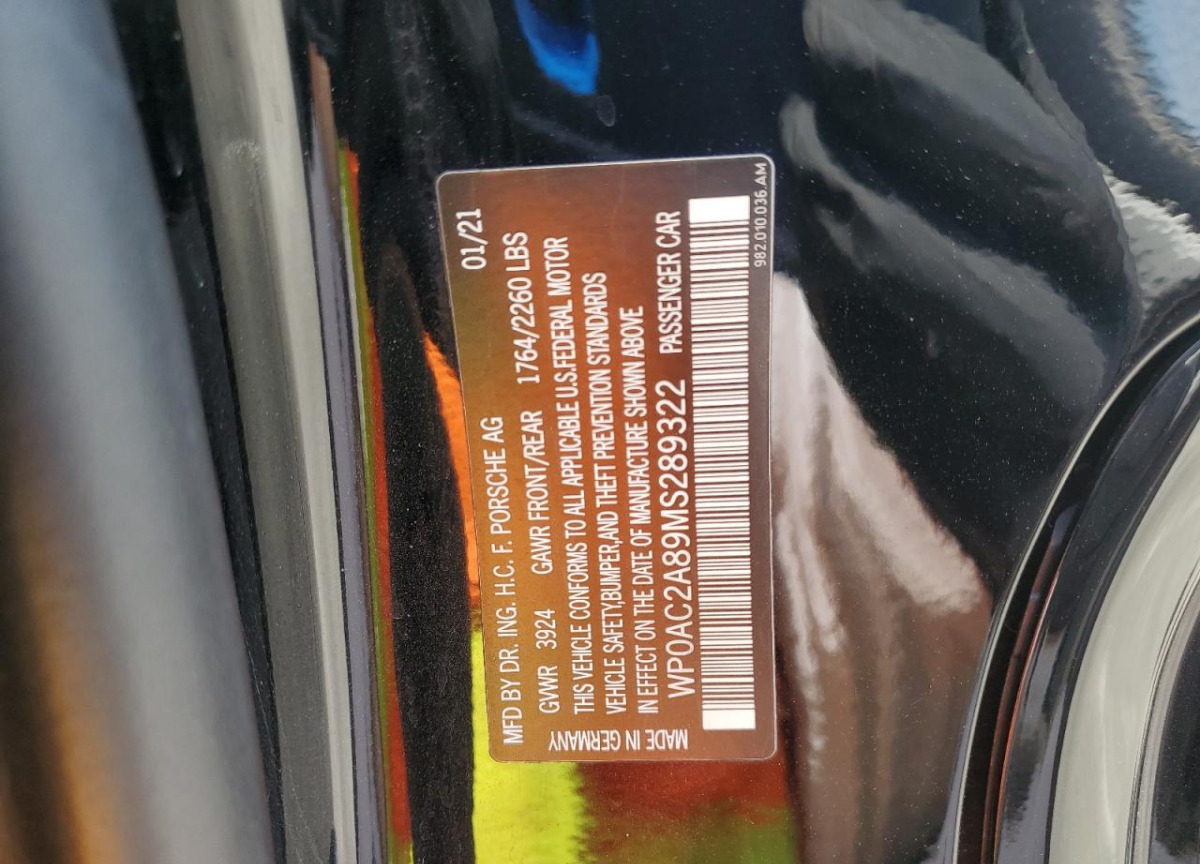 MFD BY DR. ING. H.C. F. PORSCHE AG 01/21
GVWR 3924 GAWR FRONT/REAR 1764/2260 LBS
THIS VEHICLE CONFORMS TO ALL APPLICABLE U.S.FEDERAL MOTOR
VEHICLE SAFETY,BUMPER,AND THEFT PREVENTION STANDARDS
IN EFFECT ON THE DATE OF MANUFACTURE SHOWN ABOVE
WP0AC2A89MS289322 PASSENGER CAR
MADE IN GERMANY
982.010.036.AM